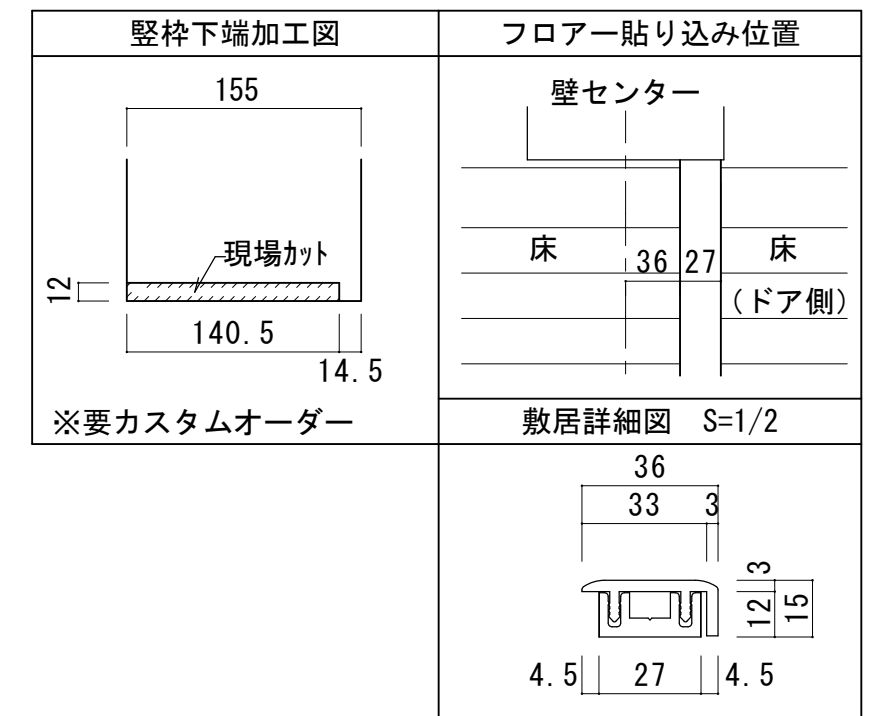 竪枠下端加工図
155
現場ｶｯﾄ
12
140.5
14.5
※要カスタムオーダー
フロアー貼り込み位置
壁センター
床
36
27
床
(ドア側)
敷居詳細図 S=1/2
36
33
3
3
12
15
4.5
27
4.5